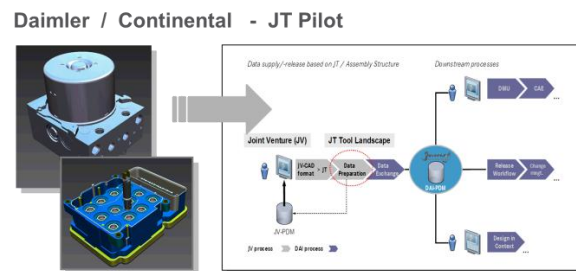 Daimler / Continental - JT Pilot
Data supply/-release based on JT / Assembly Structure
Downstream processes
DMU
CAE
...
Joint Venture (JV)
JT Tool Landscape
JV-CAD
format
> JT
Data
Preparation
Data
Exchange
DAI-PDM
Release
Workflow
Change
mngt.
...
JV-PDM
Design in
Context
...
JV process
DAI process